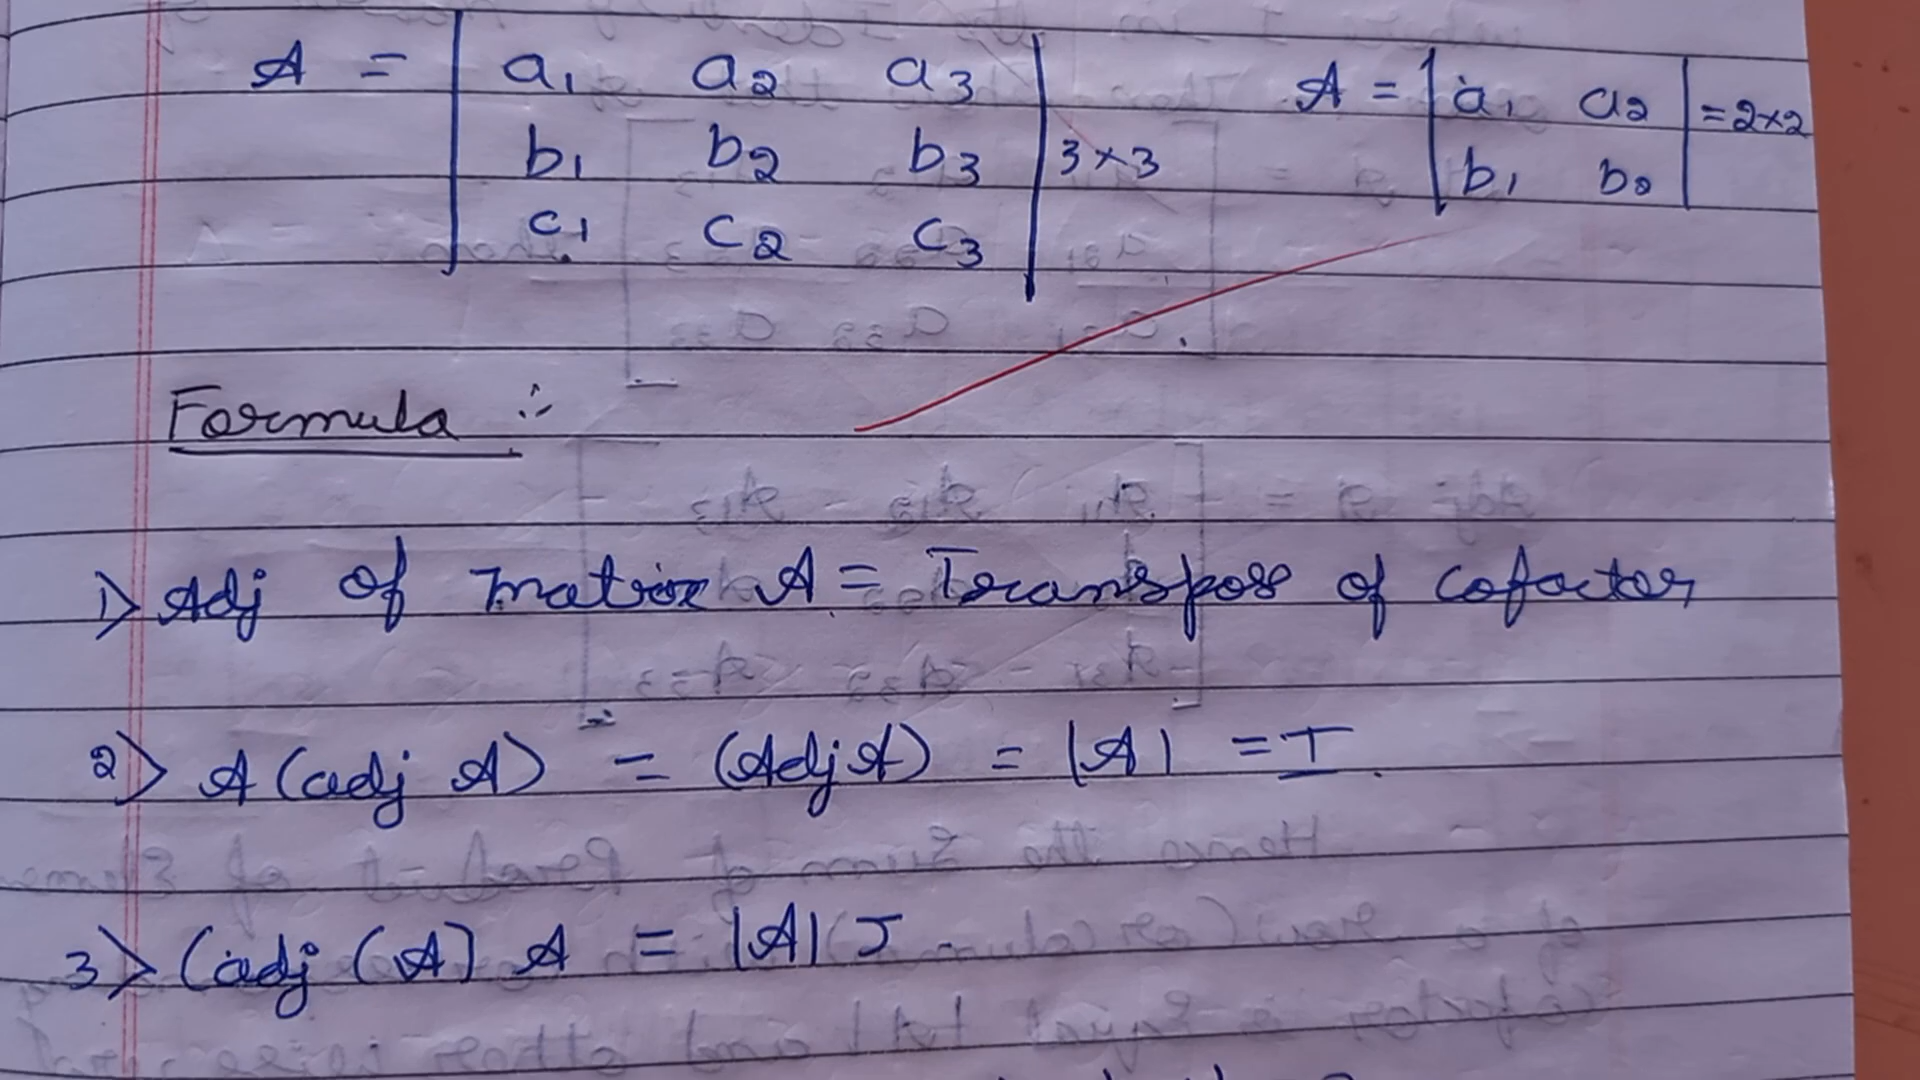 A = | a1 a2 a3 | A = | a1 a2 | = 2×2
b1 b2 b3 3×3 b1 b2
c1 c2 c3
Formula :-
1> Adj of matrix A = Transpos of cofactor
2> A (adj A) = (Adj A) = |A| = I.
3> (adj (A) A = |A| I